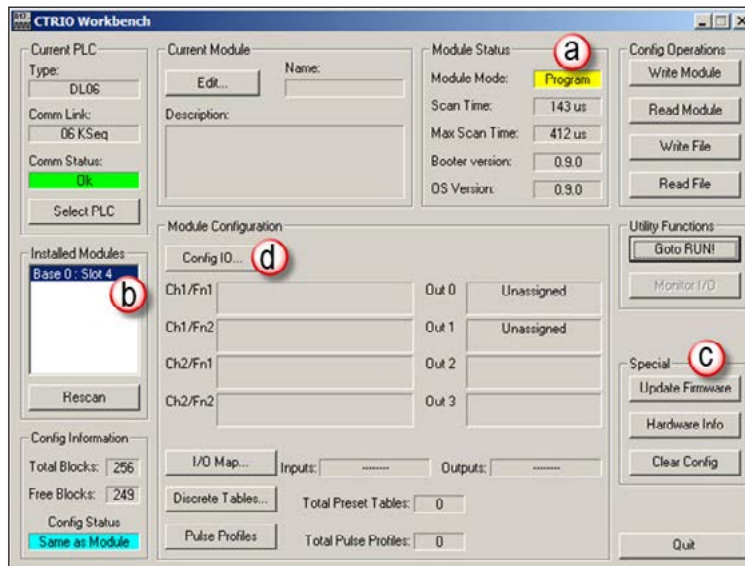 CTRIO Workbench
Current PLC
Type:
DL06
Comm Link:
06 KSeq
Comm Status:
Ok
Select PLC
Installed Modules
Base 0 : Slot 4
b
Rescan
Config Information
Total Blocks: 256
Free Blocks: 249
Config Status
Same as Module
Current Module
Edit...
Name:
Description:
Module Status
a
Module Mode: Program
Scan Time: 143 us
Max Scan Time: 412 us
Booter version: 0.9.0
OS Version: 0.9.0
Module Configuration
Config IO...
d
Ch1/Fn1
Out 0 Unassigned
Ch1/Fn2
Out 1 Unassigned
Ch2/Fn1
Out 2
Ch2/Fn2
Out 3
I/O Map...
Inputs: --------
Outputs: --------
Discrete Tables...
Total Preset Tables: 0
Pulse Profiles
Total Pulse Profiles: 0
Config Operations
Write Module
Read Module
Write File
Read File
Utility Functions
Goto RUN!
Monitor I/O
Special
c
Update Firmware
Hardware Info
Clear Config
Quit